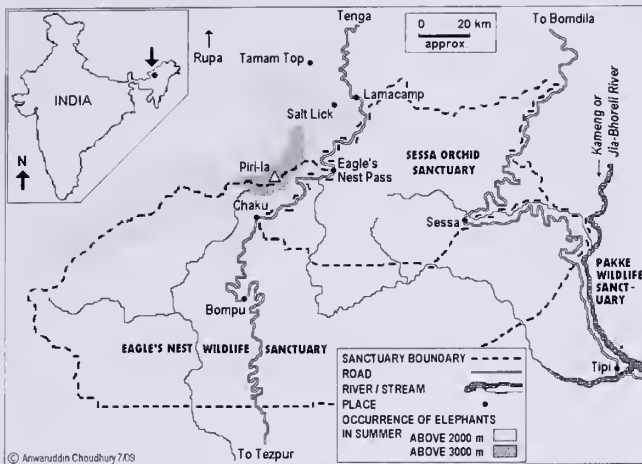 INDIA
N
Rupa
Tamam Top
Tenga
0 20 km
approx.
To Bomdila
Lamacamp
Salt Lick
Kameng or
Jia-Bhoreli River
Piri-la
Eagle's
Nest Pass
SESSA ORCHID
SANCTUARY
Chaku
Sessa
PAKKE
WILDLIFE
SANCT-
UARY
Bompu
EAGLE'S NEST WILDLIFE SANCTUARY
Tipi
SANCTUARY BOUNDARY
ROAD
RIVER / STREAM
PLACE
OCCURRENCE OF ELEPHANTS
IN SUMMER ABOVE 2000 m
ABOVE 3000 m
To Tezpur
© Anwaruddin Choudhury 7/09